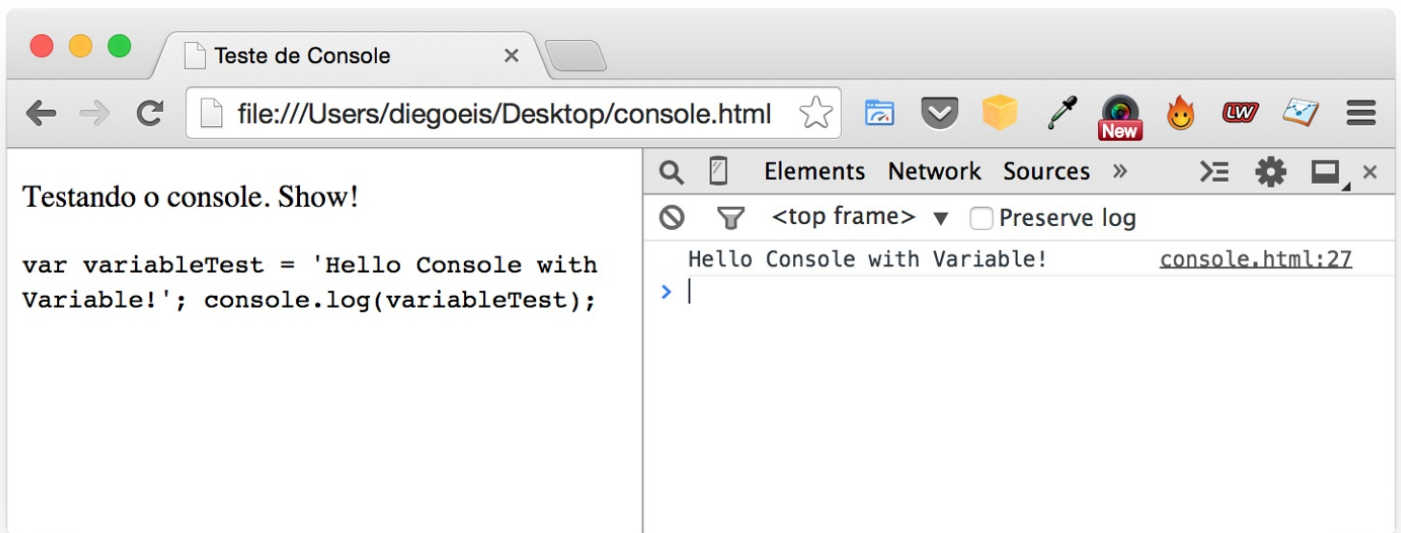 Teste de Console ×
file:///Users/diegoeis/Desktop/console.html
New
LW
Testando o console. Show!
var variableTest = 'Hello Console with
Variable!'; console.log(variableTest);
Elements Network Sources »
<top frame> ▼ Preserve log
Hello Console with Variable! console.html:27
>